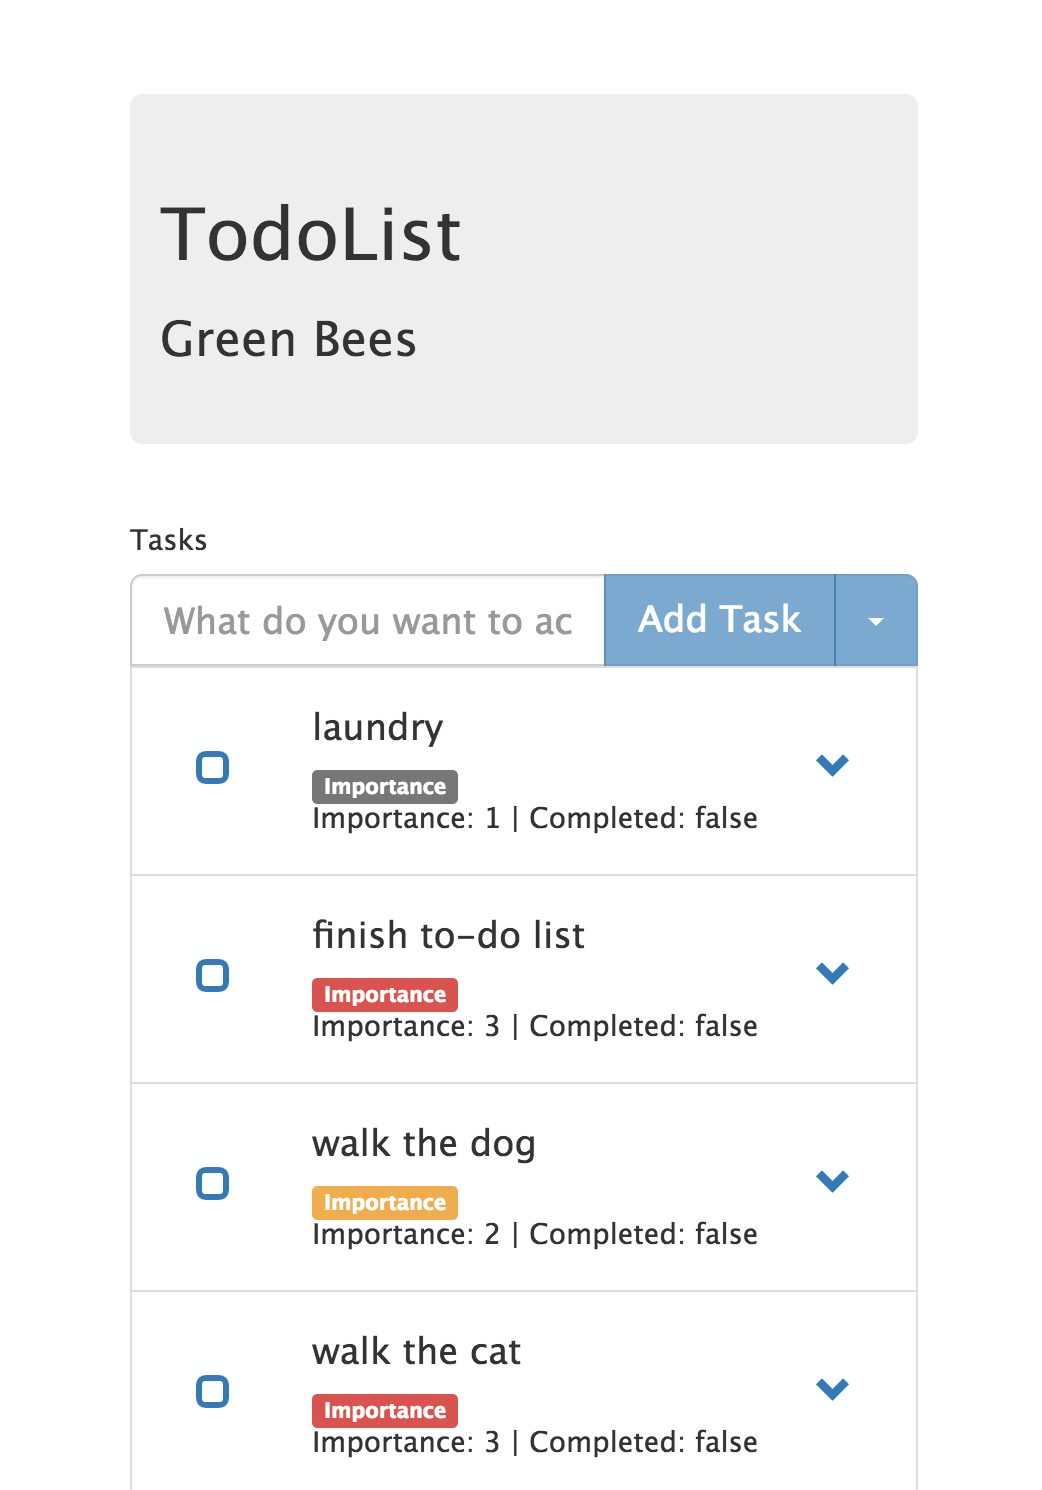 TodoList
Green Bees
Tasks
What do you want to ac
Add Task
laundry
Importance
Importance: 1 | Completed: false
finish to-do list
Importance
Importance: 3 | Completed: false
walk the dog
Importance
Importance: 2 | Completed: false
walk the cat
Importance
Importance: 3 | Completed: false